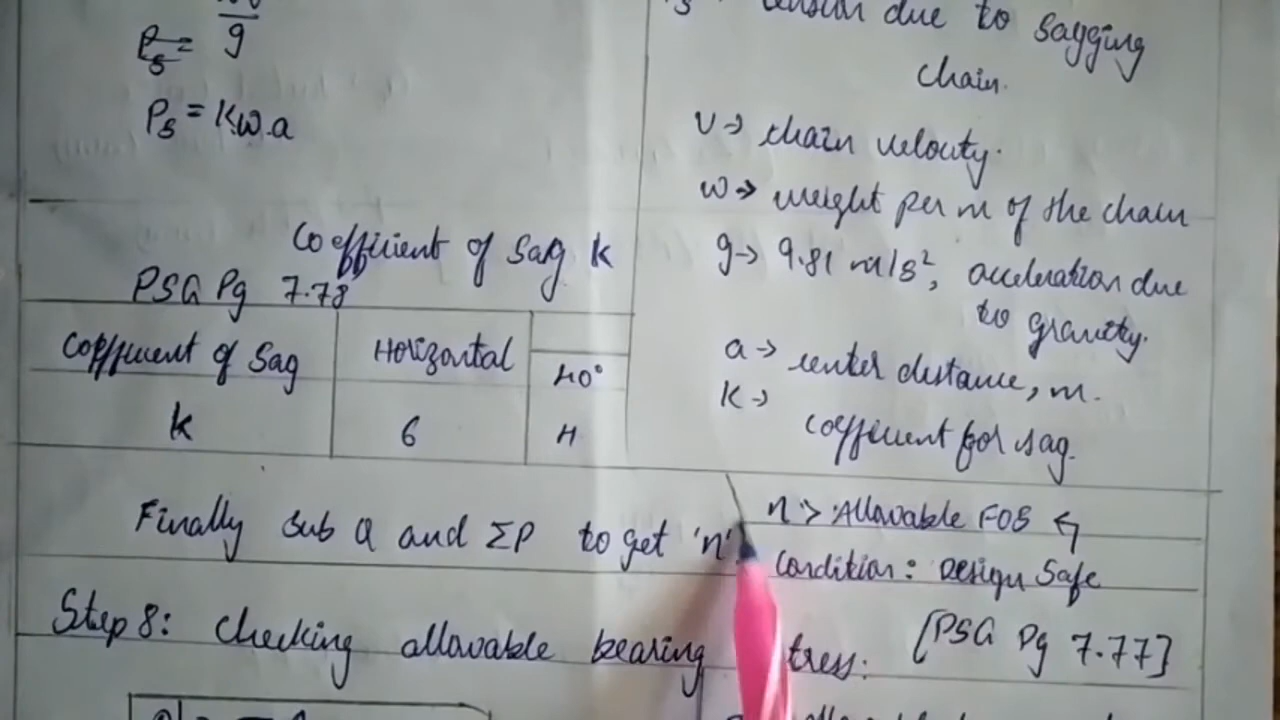 g
Ps =
Ps = Kw.a
tension due to sagging
chain.
v → chain velocity.
w → weight per m of the chain
g → 9.81 m/s², acceleration due
to gravity.
a → center distance, m.
K →
coefficient for sag.
Coefficient of Sag K
PSG Pg 7.78
Coefficient of Sag
Horizontal
40°
k
6
4
Finally sub Q and ΣP to get 'n'
n > Allowable FOS
Condition: Design Safe
Step 8: Checking allowable bearing tress: [PSG Pg 7.77]